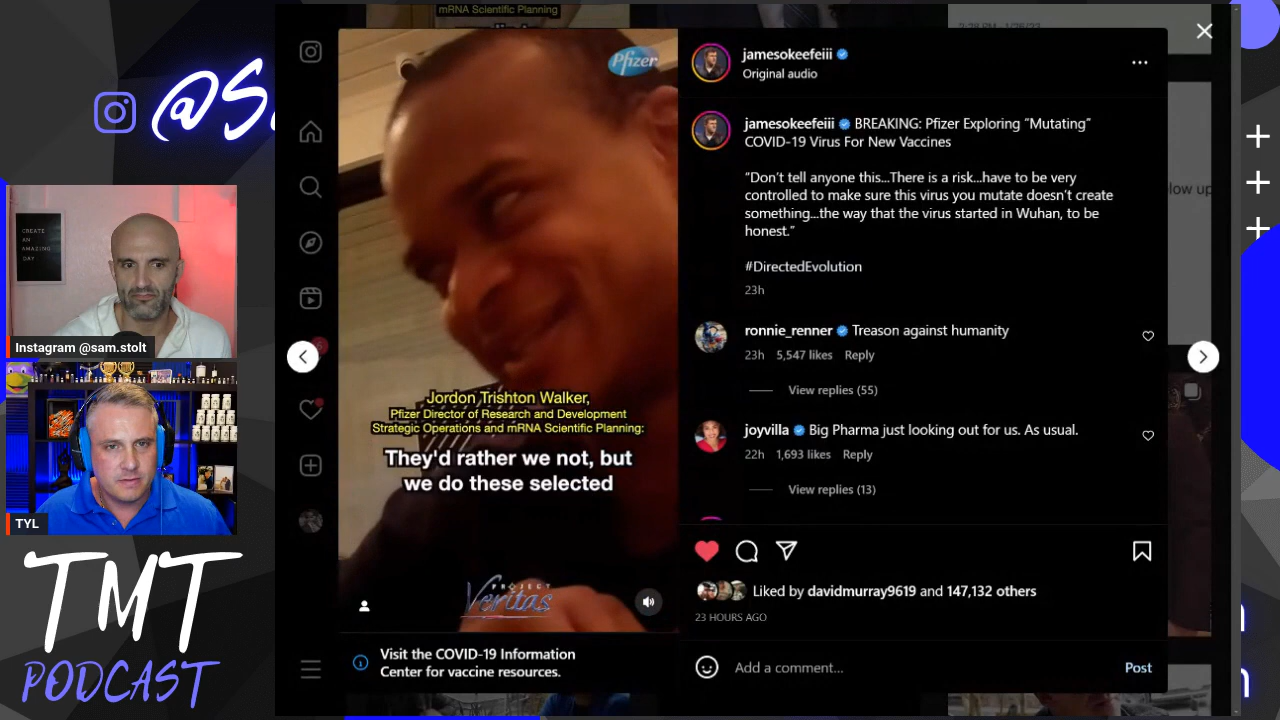 @S
CREATE
AN
AMAZING
DAY
Instagram @sam.stolt
TYL
TMT
PODCAST
mRNA Scientific Planning
Pfizer
Jordon Trishton Walker,
Pfizer Director of Research and Development
Strategic Operations and mRNA Scientific Planning:
They'd rather we not, but
we do these selected
PROJECT
Veritas
Visit the COVID-19 Information
Center for vaccine resources.
jamesokeefeiii
Original audio
jamesokeefeiii BREAKING: Pfizer Exploring "Mutating"
COVID-19 Virus For New Vaccines
"Don't tell anyone this...There is a risk...have to be very
controlled to make sure this virus you mutate doesn't create
something...the way that the virus started in Wuhan, to be
honest."
#DirectedEvolution
23h
ronnie_renner Treason against humanity
23h 5,547 likes Reply
View replies (55)
joyvilla Big Pharma just looking out for us. As usual.
22h 1,693 likes Reply
View replies (13)
Liked by davidmurray9619 and 147,132 others
23 HOURS AGO
Add a comment... Post
low up